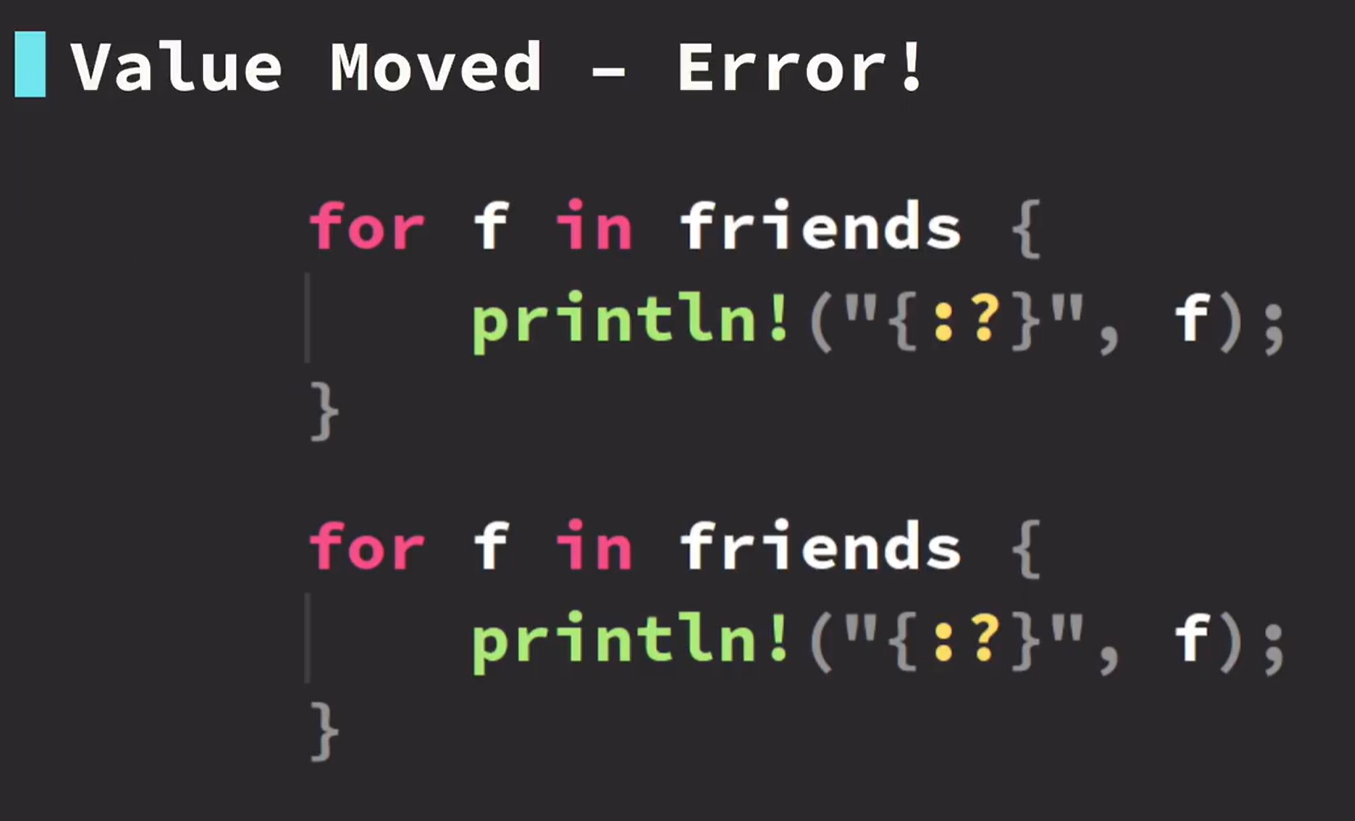 Value Moved – Error!
for f in friends {
println!("{:?}", f);
}
for f in friends {
println!("{:?}", f);
}